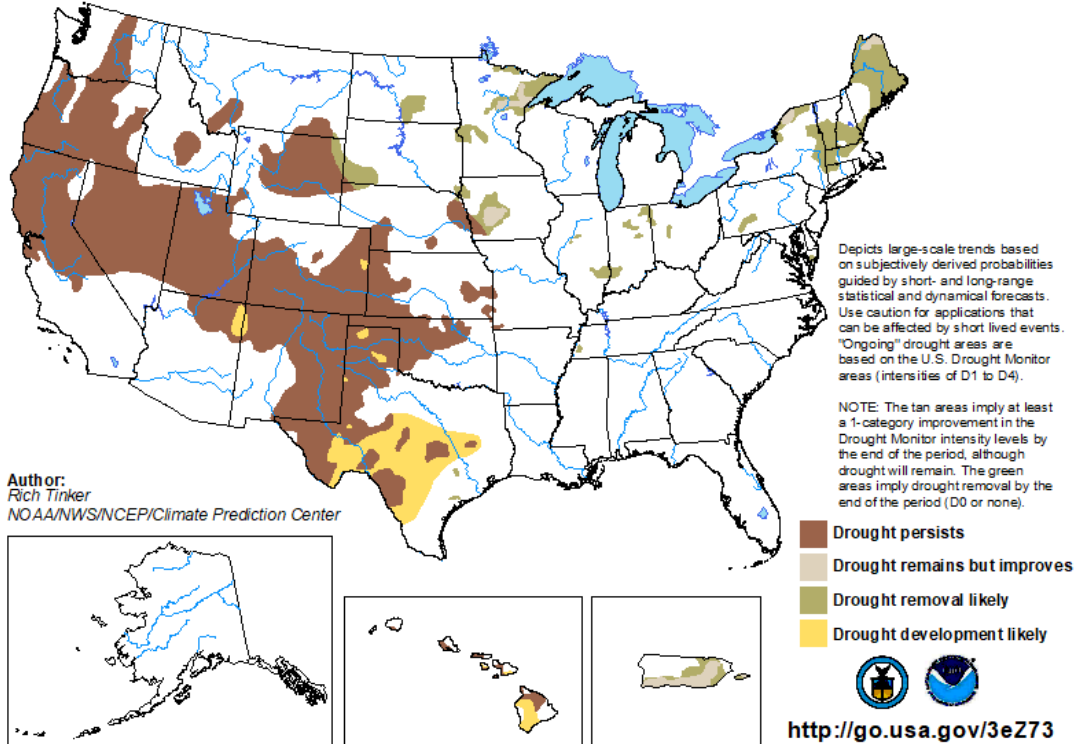 Depicts large-scale trends based
on subjectively derived probabilities
guided by short- and long-range
statistical and dynamical forecasts.
Use caution for applications that
can be affected by short lived events.
"Ongoing" drought areas are
based on the U.S. Drought Monitor
areas (intensities of D1 to D4).
NOTE: The tan areas imply at least
a 1-category improvement in the
Drought Monitor intensity levels by
the end of the period, although
drought will remain. The green
areas imply drought removal by the
end of the period (D0 or none).
Author:
Rich Tinker
NOAA/NWS/NCEP/Climate Prediction Center
Drought persists
Drought remains but improves
Drought removal likely
Drought development likely
http://go.usa.gov/3eZ73